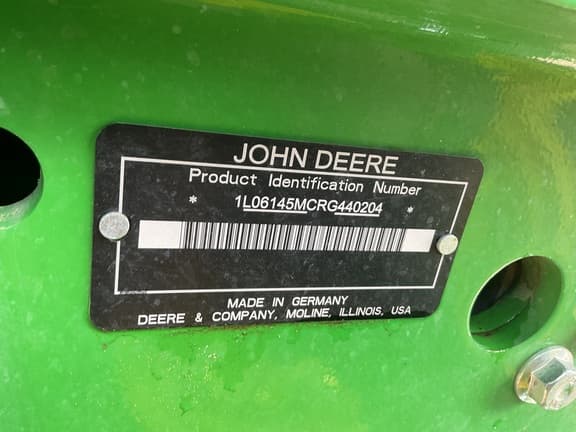 JOHN DEERE
Product Identification Number
* 1L06145MCRG440204 *
MADE IN GERMANY
DEERE & COMPANY, MOLINE, ILLINOIS, USA